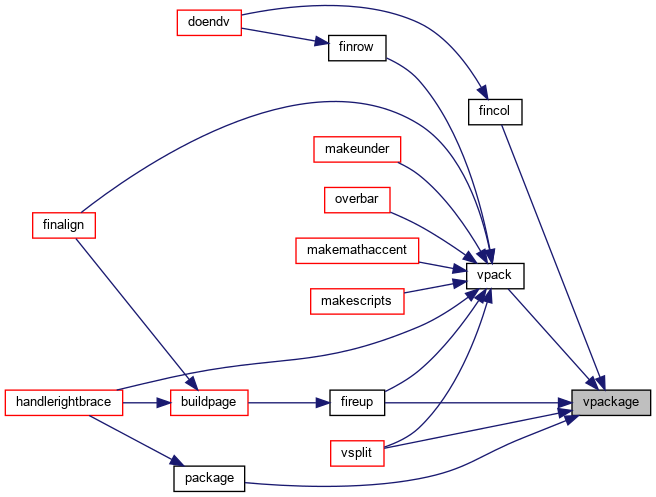 doendv
finrow
fincol
makeunder
overbar
finalign
makemathaccent
vpack
makescripts
handlerightbrace
buildpage
fireup
vpackage
vsplit
package